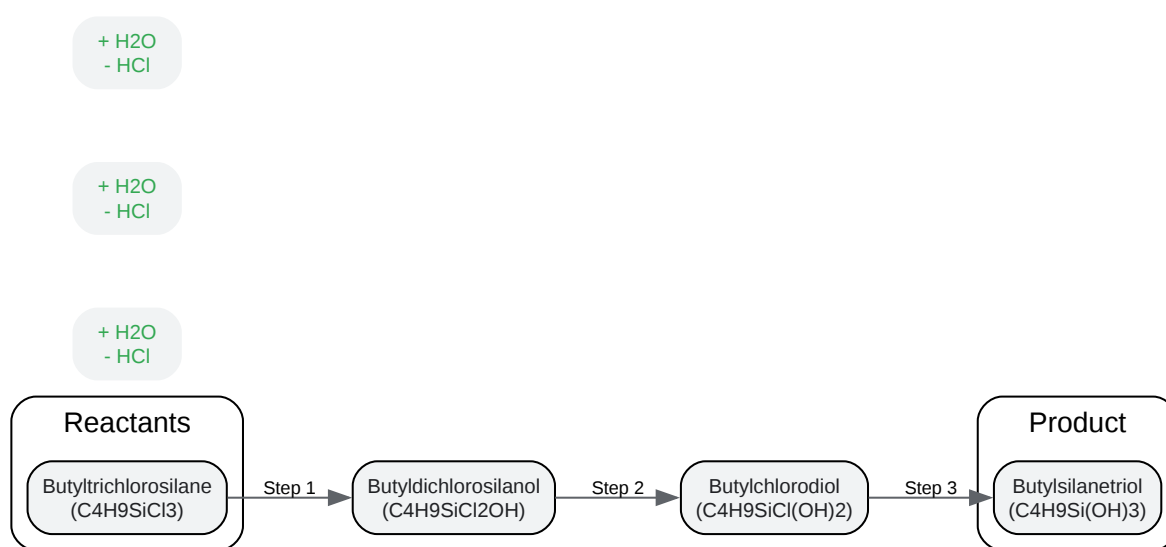 + H2O
- HCl
+ H2O
- HCl
+ H2O
- HCl
Reactants
Product
Butyltrichlorosilane
(C4H9SiCl3)
Step 1
Butyldichlorosilanol
(C4H9SiCl2OH)
Step 2
Butylchlorodiol
(C4H9SiCl(OH)2)
Step 3
Butylsilanetriol
(C4H9Si(OH)3)